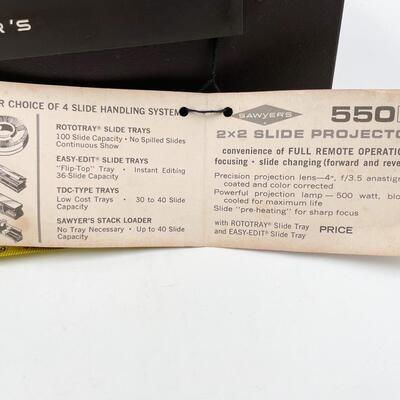 R'S
R CHOICE OF 4 SLIDE HANDLING SYSTEM
ROTOTRAY® SLIDE TRAYS
100 Slide Capacity • No Spilled Slides
Continuous Show
EASY-EDIT® SLIDE TRAYS
"Flip-Top" Tray • Instant Editing
36-Slide Capacity
TDC-TYPE TRAYS
Low Cost Trays • 30 to 40 Slide
Capacity
SAWYER'S STACK LOADER
No Tray Necessary • Up to 40 Slide
Capacity
SAWYERS
550
2×2 SLIDE PROJECTO
convenience of FULL REMOTE OPERATIO
focusing • slide changing (forward and reve
Precision projection lens—4", f/3.5 anastig
coated and color corrected
Powerful projection lamp—500 watt, blo
cooled for maximum life
Slide "pre-heating" for sharp focus
with ROTOTRAY® Slide Tray
and EASY-EDIT® Slide Tray
PRICE